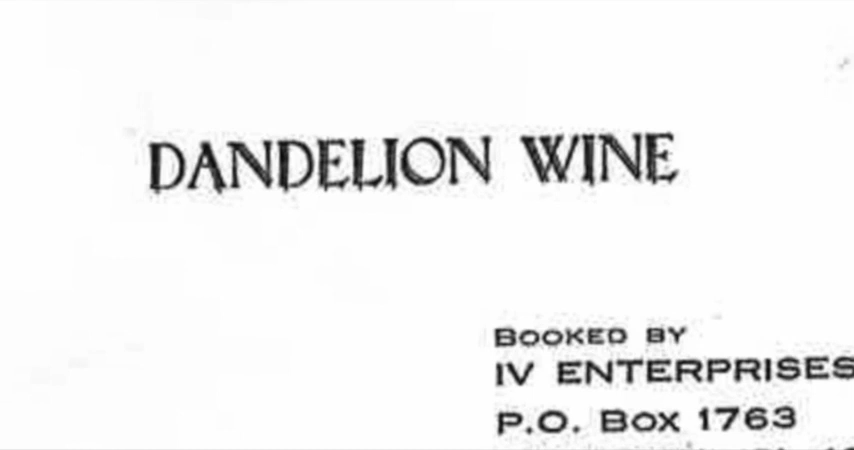 DANDELION WINE
BOOKED BY
IV ENTERPRISES
P.O. Box 1763